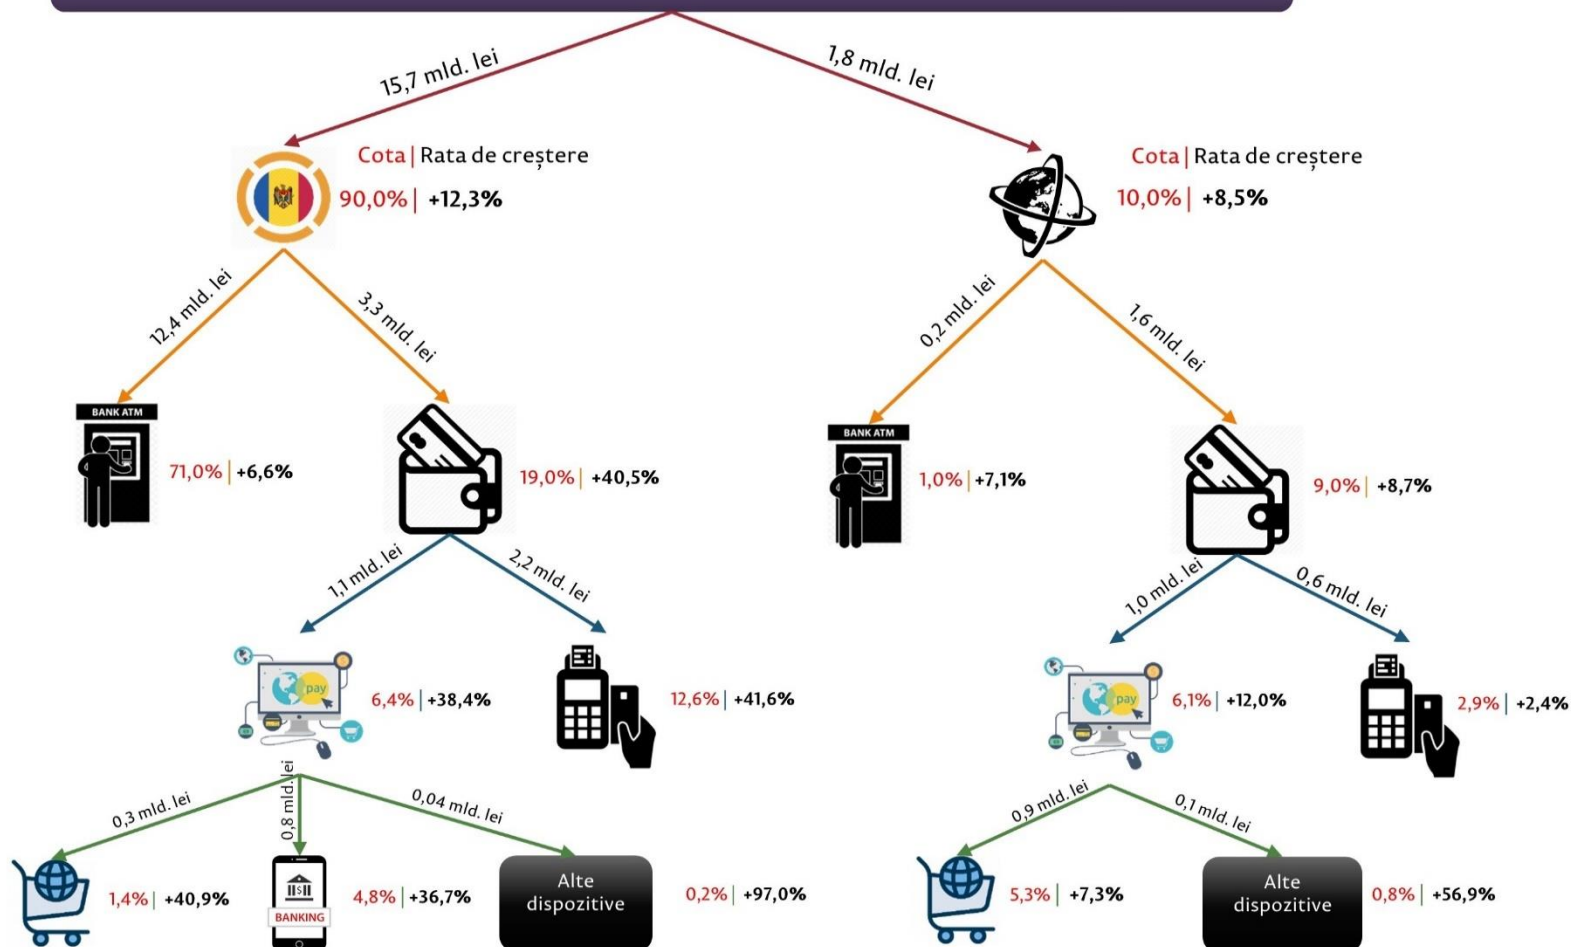 15,7 mld. lei
1,8 mld. lei
Cota | Rata de creștere
90,0% | +12,3%
Cota | Rata de creștere
10,0% | +8,5%
12,4 mld. lei
3,3 mld. lei
0,2 mld. lei
1,6 mld. lei
BANK ATM
71,0% | +6,6%
19,0% | +40,5%
BANK ATM
1,0% | +7,1%
9,0% | +8,7%
1,1 mld. lei
2,2 mld. lei
1,0 mld. lei
0,6 mld. lei
pay
6,4% | +38,4%
12,6% | +41,6%
pay
6,1% | +12,0%
2,9% | +2,4%
0,3 mld. lei
0,8 mld. lei
0,04 mld. lei
0,9 mld. lei
0,1 mld. lei
1,4% | +40,9%
BANKING
4,8% | +36,7%
Alte
dispozitive
0,2% | +97,0%
5,3% | +7,3%
Alte
dispozitive
0,8% | +56,9%